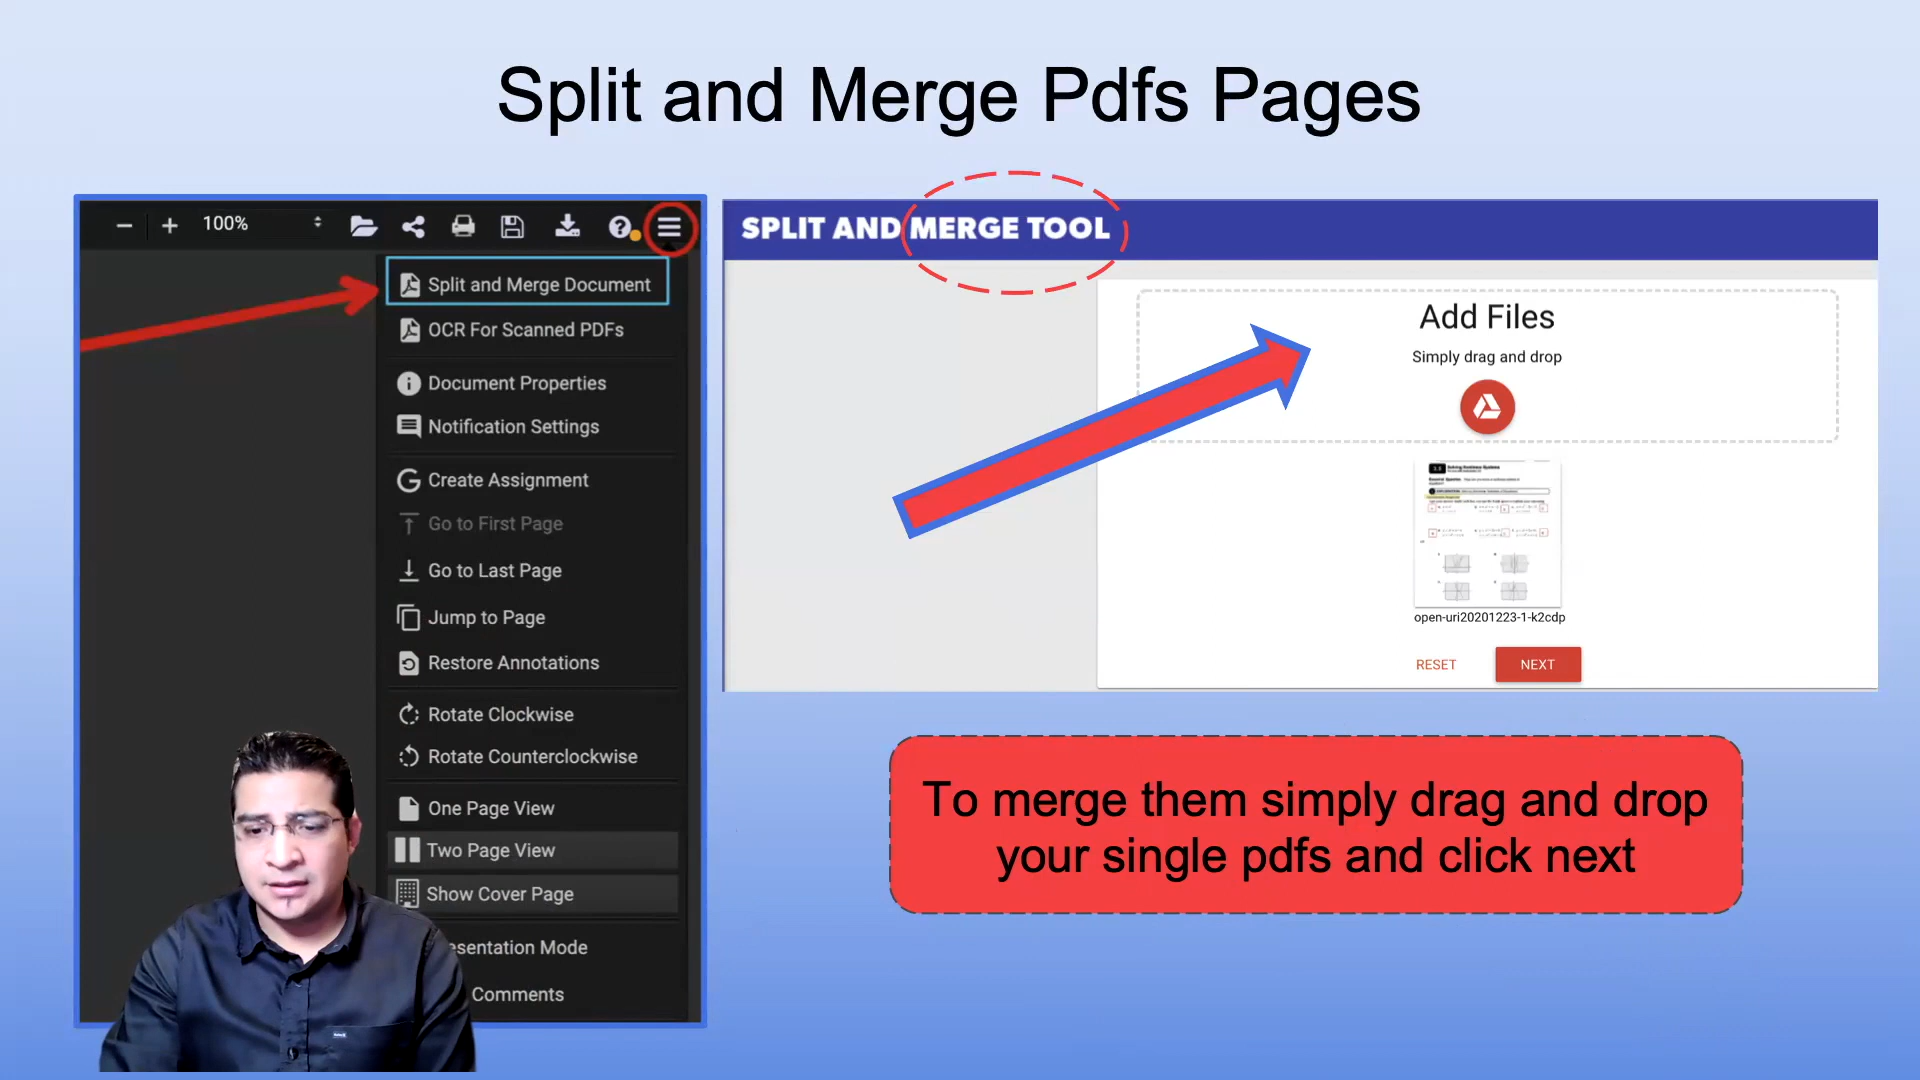 Split and Merge Pdfs Pages
100%
Split and Merge Document
OCR For Scanned PDFs
Document Properties
Notification Settings
Create Assignment
Go to First Page
Go to Last Page
Jump to Page
Restore Annotations
Rotate Clockwise
Rotate Counterclockwise
One Page View
Two Page View
Show Cover Page
esentation Mode
Comments
SPLIT AND MERGE TOOL
Add Files
Simply drag and drop
open-uri20201223-1-k2cdp
RESET
NEXT
To merge them simply drag and drop
your single pdfs and click next